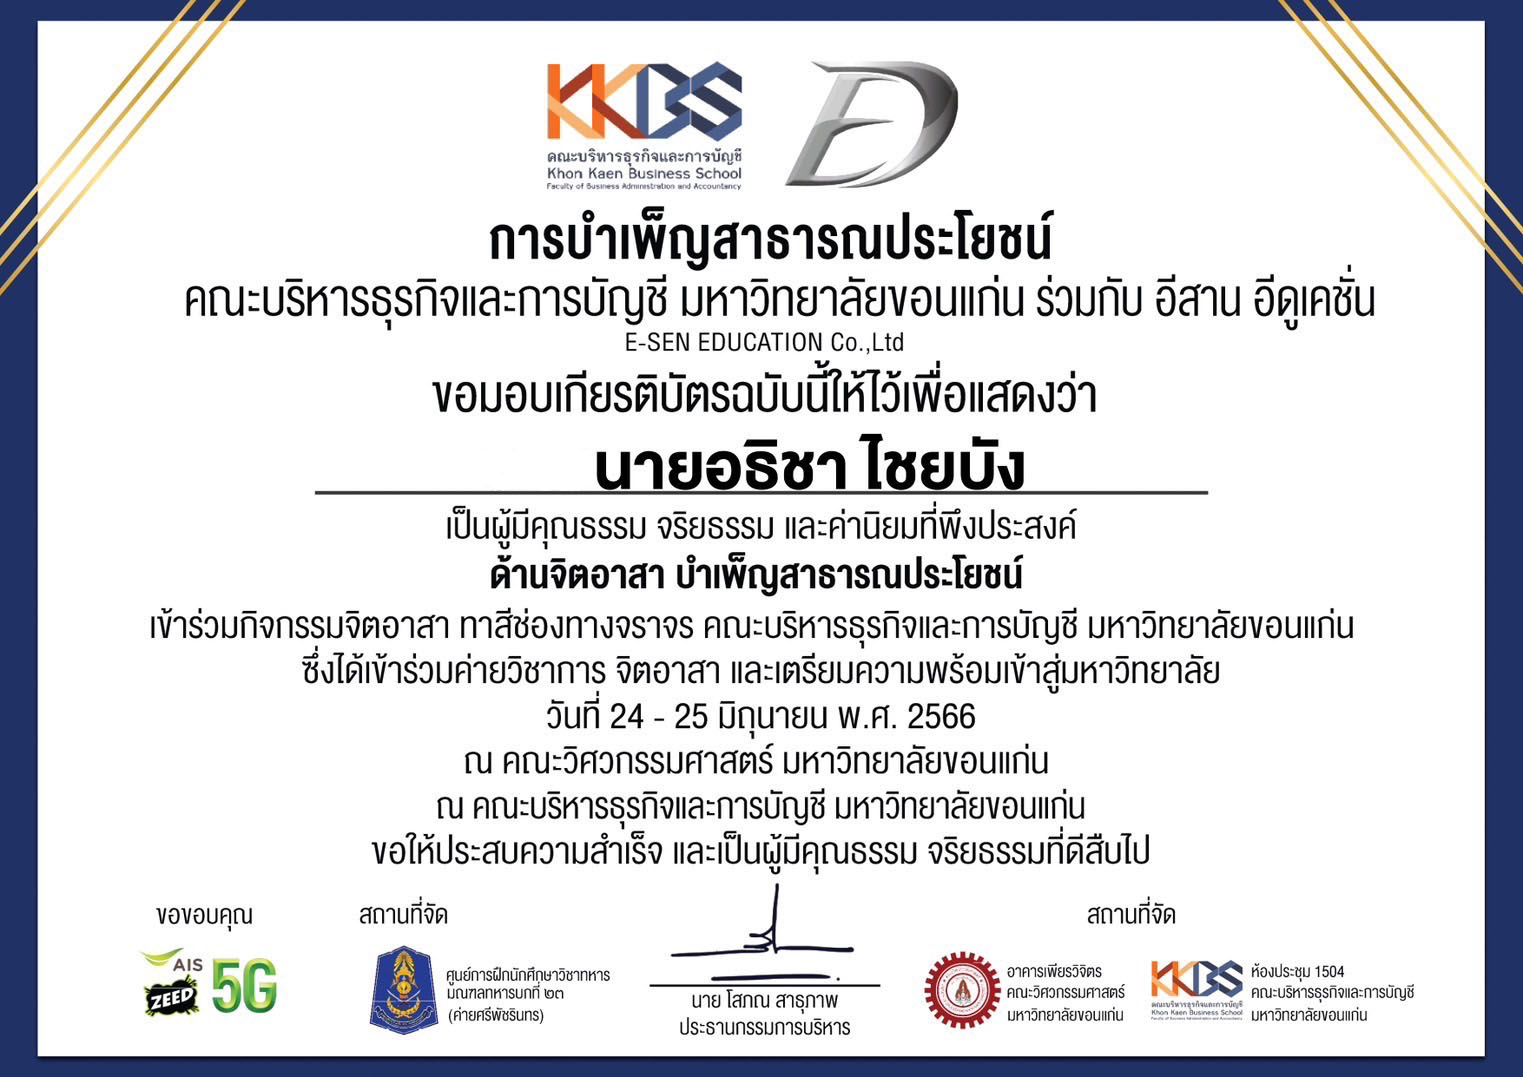 KKBS
คณะบริหารธุรกิจและการบัญชี
Khon Kaen Business School
Faculty of Business Administration and Accountancy
การบำเพ็ญสาธารณประโยชน์
คณะบริหารธุรกิจและการบัญชี มหาวิทยาลัยขอนแก่น ร่วมกับ อีสาน อีดูเคชั่น
E-SEN EDUCATION Co.,Ltd
ขอมอบเกียรติบัตรฉบับนี้ให้ไว้เพื่อแสดงว่า
นายอธิชา ไชยบัง
เป็นผู้มีคุณธรรม จริยธรรม และค่านิยมที่พึงประสงค์
ด้านจิตอาสา บำเพ็ญสาธารณประโยชน์
เข้าร่วมกิจกรรมจิตอาสา ทาสีช่องทางจราจร คณะบริหารธุรกิจและการบัญชี มหาวิทยาลัยขอนแก่น
ซึ่งได้เข้าร่วมค่ายวิชาการ จิตอาสา และเตรียมความพร้อมเข้าสู่มหาวิทยาลัย
วันที่ 24 - 25 มิถุนายน พ.ศ. 2566
ณ คณะวิศวกรรมศาสตร์ มหาวิทยาลัยขอนแก่น
ณ คณะบริหารธุรกิจและการบัญชี มหาวิทยาลัยขอนแก่น
ขอให้ประสบความสำเร็จ และเป็นผู้มีคุณธรรม จริยธรรมที่ดีสืบไป
ขอขอบคุณ
AIS 5G
ZEED
สถานที่จัด
ศูนย์การฝึกนักศึกษาวิชาทหาร
มณฑลทหารบกที่ ๒๓
(ค่ายศรีพัชรินทร)
นาย โสภณ สาธุภาพ
ประธานกรรมการบริหาร
สถานที่จัด
อาคารเพียรวิจิตร
คณะวิศวกรรมศาสตร์
มหาวิทยาลัยขอนแก่น
KKBS
คณะบริหารธุรกิจและการบัญชี
Khon Kaen Business School
Faculty of Business Administration and Accountancy
ห้องประชุม 1504
คณะบริหารธุรกิจและการบัญชี
มหาวิทยาลัยขอนแก่น